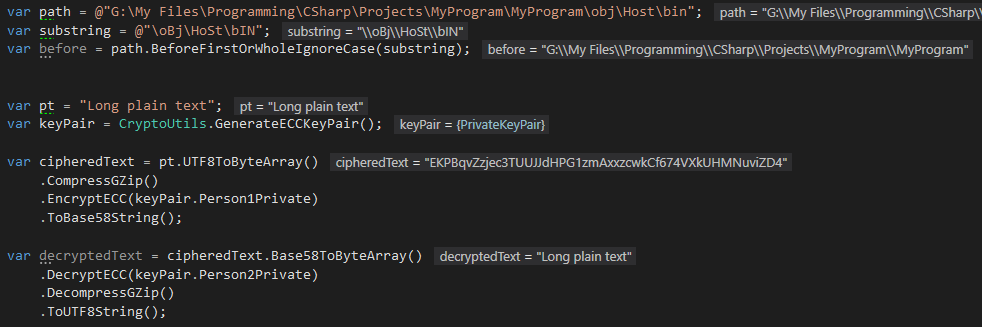 var path = @"G:\My Files\Programming\CSharp\Projects\MyProgram\MyProgram\obj\Host\bin"; path = "G:\\My Files\\Programming\\CSharp\
var substring = @"\oBj\HoSt\bIN"; substring = "\\oBj\\HoSt\\bIN"
var before = path.BeforeFirstOrWholeIgnoreCase(substring); before = "G:\\My Files\\Programming\\CSharp\\Projects\\MyProgram\\MyProgram"
var pt = "Long plain text"; pt = "Long plain text"
var keyPair = CryptoUtils.GenerateECCKeyPair(); keyPair = {PrivateKeyPair}
var cipheredText = pt.UTF8ToByteArray() cipheredText = "EKPBqvZzjec3TUUJJdHPG1zmAxxzcwkCf674VXkUHMNuviZD4"
.CompressGZip()
.EncryptECC(keyPair.Person1Private)
.ToBase58String();
var decryptedText = cipheredText.Base58ToByteArray() decryptedText = "Long plain text"
.DecryptECC(keyPair.Person2Private)
.DecompressGZip()
.ToUTF8String();